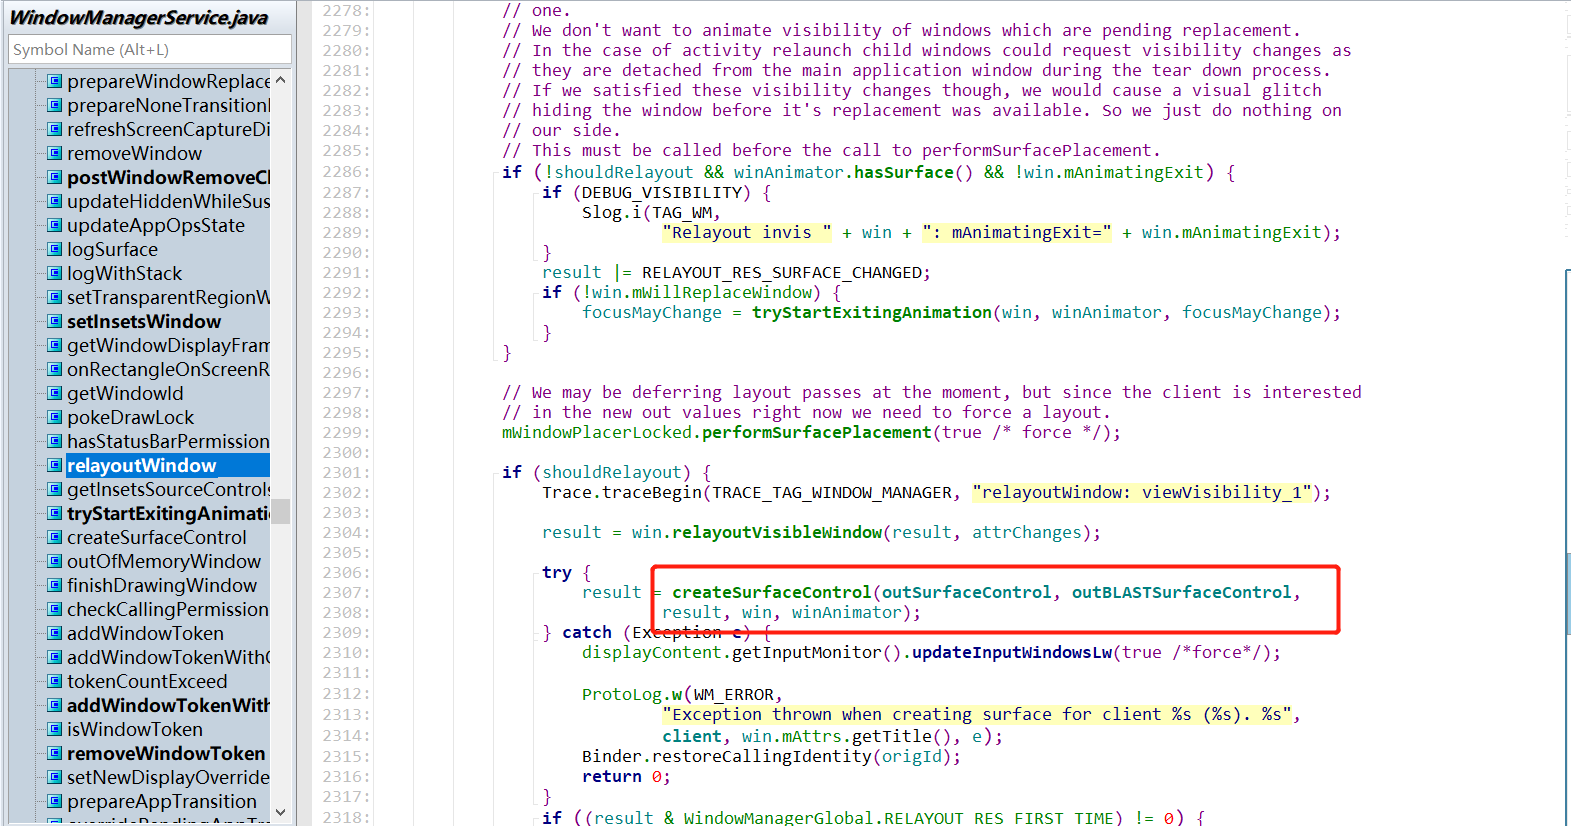 WindowManagerService.java
Symbol Name (Alt+L)
prepareWindowReplace
prepareNoneTransition
refreshScreenCaptureDi
removeWindow
postWindowRemoveCl
updateHiddenWhileSus
updateAppOpsState
logSurface
logWithStack
setTransparentRegionW
setInsetsWindow
getWindowDisplayFram
onRectangleOnScreenR
getWindowId
pokeDrawLock
hasStatusBarPermission
relayoutWindow
getInsetsSourceControls
tryStartExitingAnimati
createSurfaceControl
outOfMemoryWindow
finishDrawingWindow
checkCallingPermission
addWindowToken
addWindowTokenWithO
tokenCountExceed
addWindowTokenWith
isWindowToken
removeWindowToken
setNewDisplayOverride
prepareAppTransition
2278: // one.
2279: // We don't want to animate visibility of windows which are pending replacement.
2280: // In the case of activity relaunch child windows could request visibility changes as
2281: // they are detached from the main application window during the tear down process.
2282: // If we satisfied these visibility changes though, we would cause a visual glitch
2283: // hiding the window before it's replacement was available. So we just do nothing on
2284: // our side.
2285: // This must be called before the call to performSurfacePlacement.
2286: if (!shouldRelayout && winAnimator.hasSurface() && !win.mAnimatingExit) {
2287: if (DEBUG_VISIBILITY) {
2288: Slog.i(TAG_WM,
2289: "Relayout invis " + win + ": mAnimatingExit=" + win.mAnimatingExit);
2290: }
2291: result |= RELAYOUT_RES_SURFACE_CHANGED;
2292: if (!win.mWillReplaceWindow) {
2293: focusMayChange = tryStartExitingAnimation(win, winAnimator, focusMayChange);
2294: }
2295: }
2296:
2297: // We may be deferring layout passes at the moment, but since the client is interested
2298: // in the new out values right now we need to force a layout.
2299: mWindowPlacerLocked.performSurfacePlacement(true /* force */);
2300:
2301: if (shouldRelayout) {
2302: Trace.traceBegin(TRACE_TAG_WINDOW_MANAGER, "relayoutWindow: viewVisibility_1");
2303:
2304: result = win.relayoutVisibleWindow(result, attrChanges);
2305:
2306: try {
2307: result = createSurfaceControl(outSurfaceControl, outBLASTSurfaceControl,
2308: result, win, winAnimator);
2309: } catch (Exception e) {
2310: displayContent.getInputMonitor().updateInputWindowsLw(true /*force*/);
2311:
2312: ProtoLog.w(WM_ERROR,
2313: "Exception thrown when creating surface for client %s (%s). %s",
2314: client, win.mAttrs.getTitle(), e);
2315: Binder.restoreCallingIdentity(origId);
2316: return 0;
2317: }
2318: if ((result & WindowManagerGlobal.RELAYOUT_RES_FIRST_TIME) != 0) {